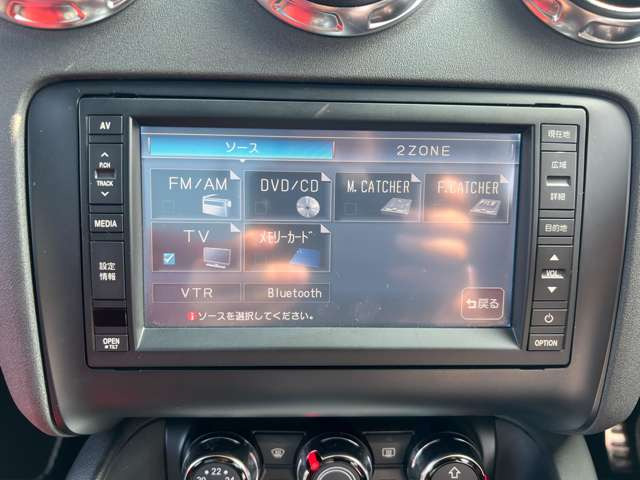 AV
P.CH
TRACK
MEDIA
設定
情報
OPEN
TILT
ソース
2ZONE
FM/AM
DVD/CD
M.CATCHER
F.CATCHER
TV
メモリーカード
VTR
Bluetooth
ソースを選択してください。
戻る
現在地
広域
詳細
目的地
VOL
OPTION
22